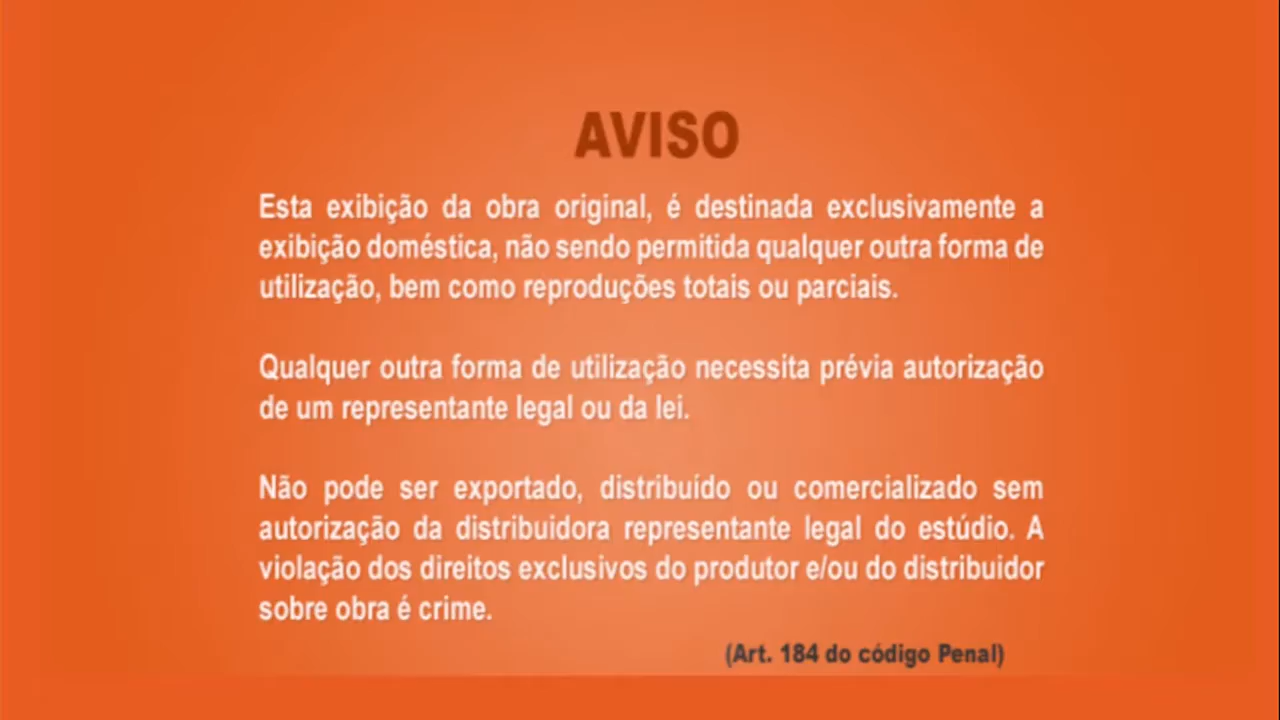 AVISO
Esta exibição da obra original, é destinada exclusivamente a
exibição doméstica, não sendo permitida qualquer outra forma de
utilização, bem como reproduções totais ou parciais.
Qualquer outra forma de utilização necessita prévia autorização
de um representante legal ou da lei.
Não pode ser exportado, distribuído ou comercializado sem
autorização da distribuidora representante legal do estúdio. A
violação dos direitos exclusivos do produtor e/ou do distribuidor
sobre obra é crime.
(Art. 184 do código Penal)